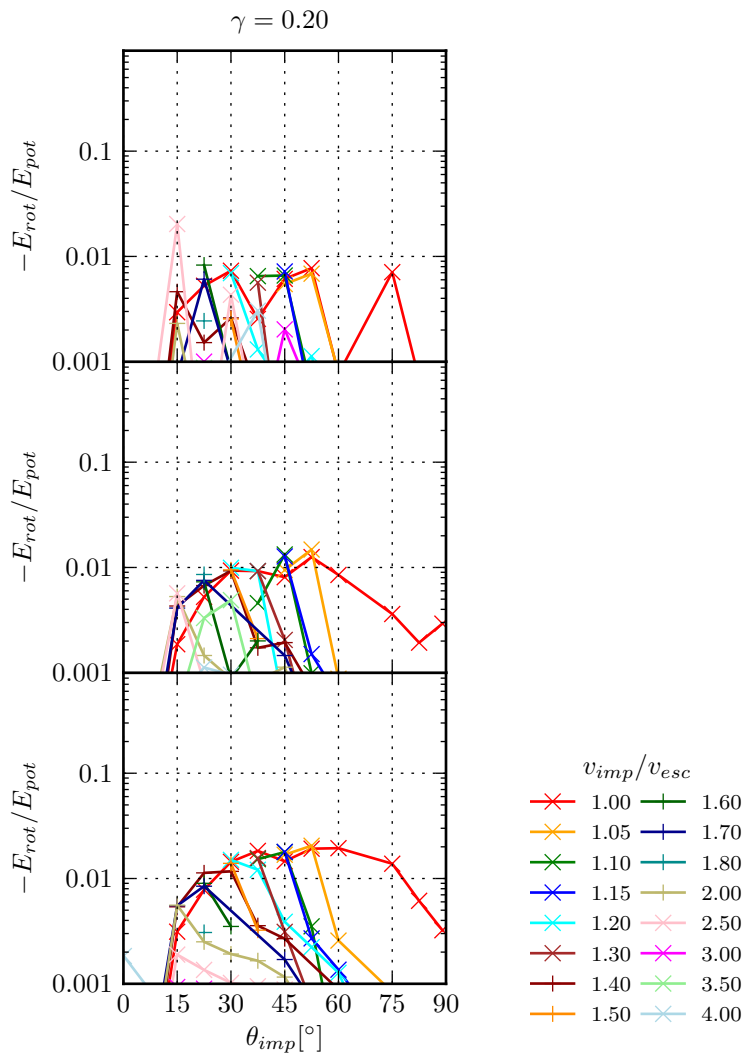 γ = 0.20
−E_rot/E_pot
0.1
0.01
0.001
−E_rot/E_pot
0.1
0.01
0.001
−E_rot/E_pot
0.1
0.01
0.001
0 15 30 45 60 75 90
θ_imp[°]
v_imp/v_esc
1.00 1.60
1.05 1.70
1.10 1.80
1.15 2.00
1.20 2.50
1.30 3.00
1.40 3.50
1.50 4.00